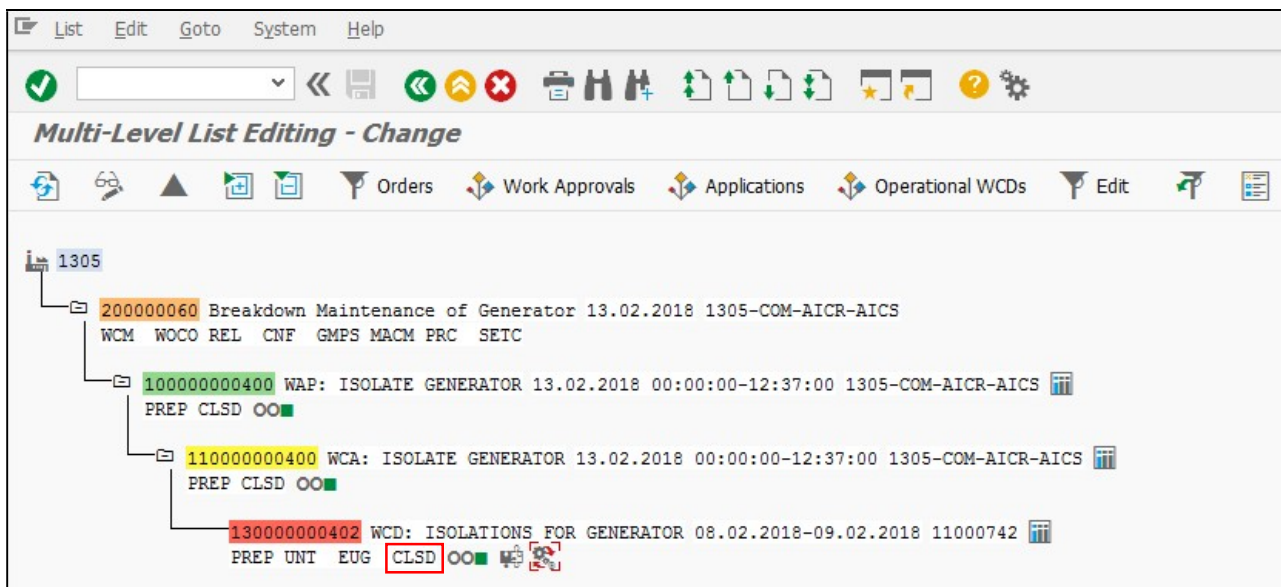 List Edit Goto System Help
Multi-Level List Editing - Change
Orders Work Approvals Applications Operational WCDs Edit
1305
200000060 Breakdown Maintenance of Generator 13.02.2018 1305-COM-AICR-AICS
WCM WOCO REL CNF GMPS MACM PRC SETC
100000000400 WAP: ISOLATE GENERATOR 13.02.2018 00:00:00-12:37:00 1305-COM-AICR-AICS
PREP CLSD
110000000400 WCA: ISOLATE GENERATOR 13.02.2018 00:00:00-12:37:00 1305-COM-AICR-AICS
PREP CLSD
130000000402 WCD: ISOLATIONS FOR GENERATOR 08.02.2018-09.02.2018 11000742
PREP UNT EUG CLSD